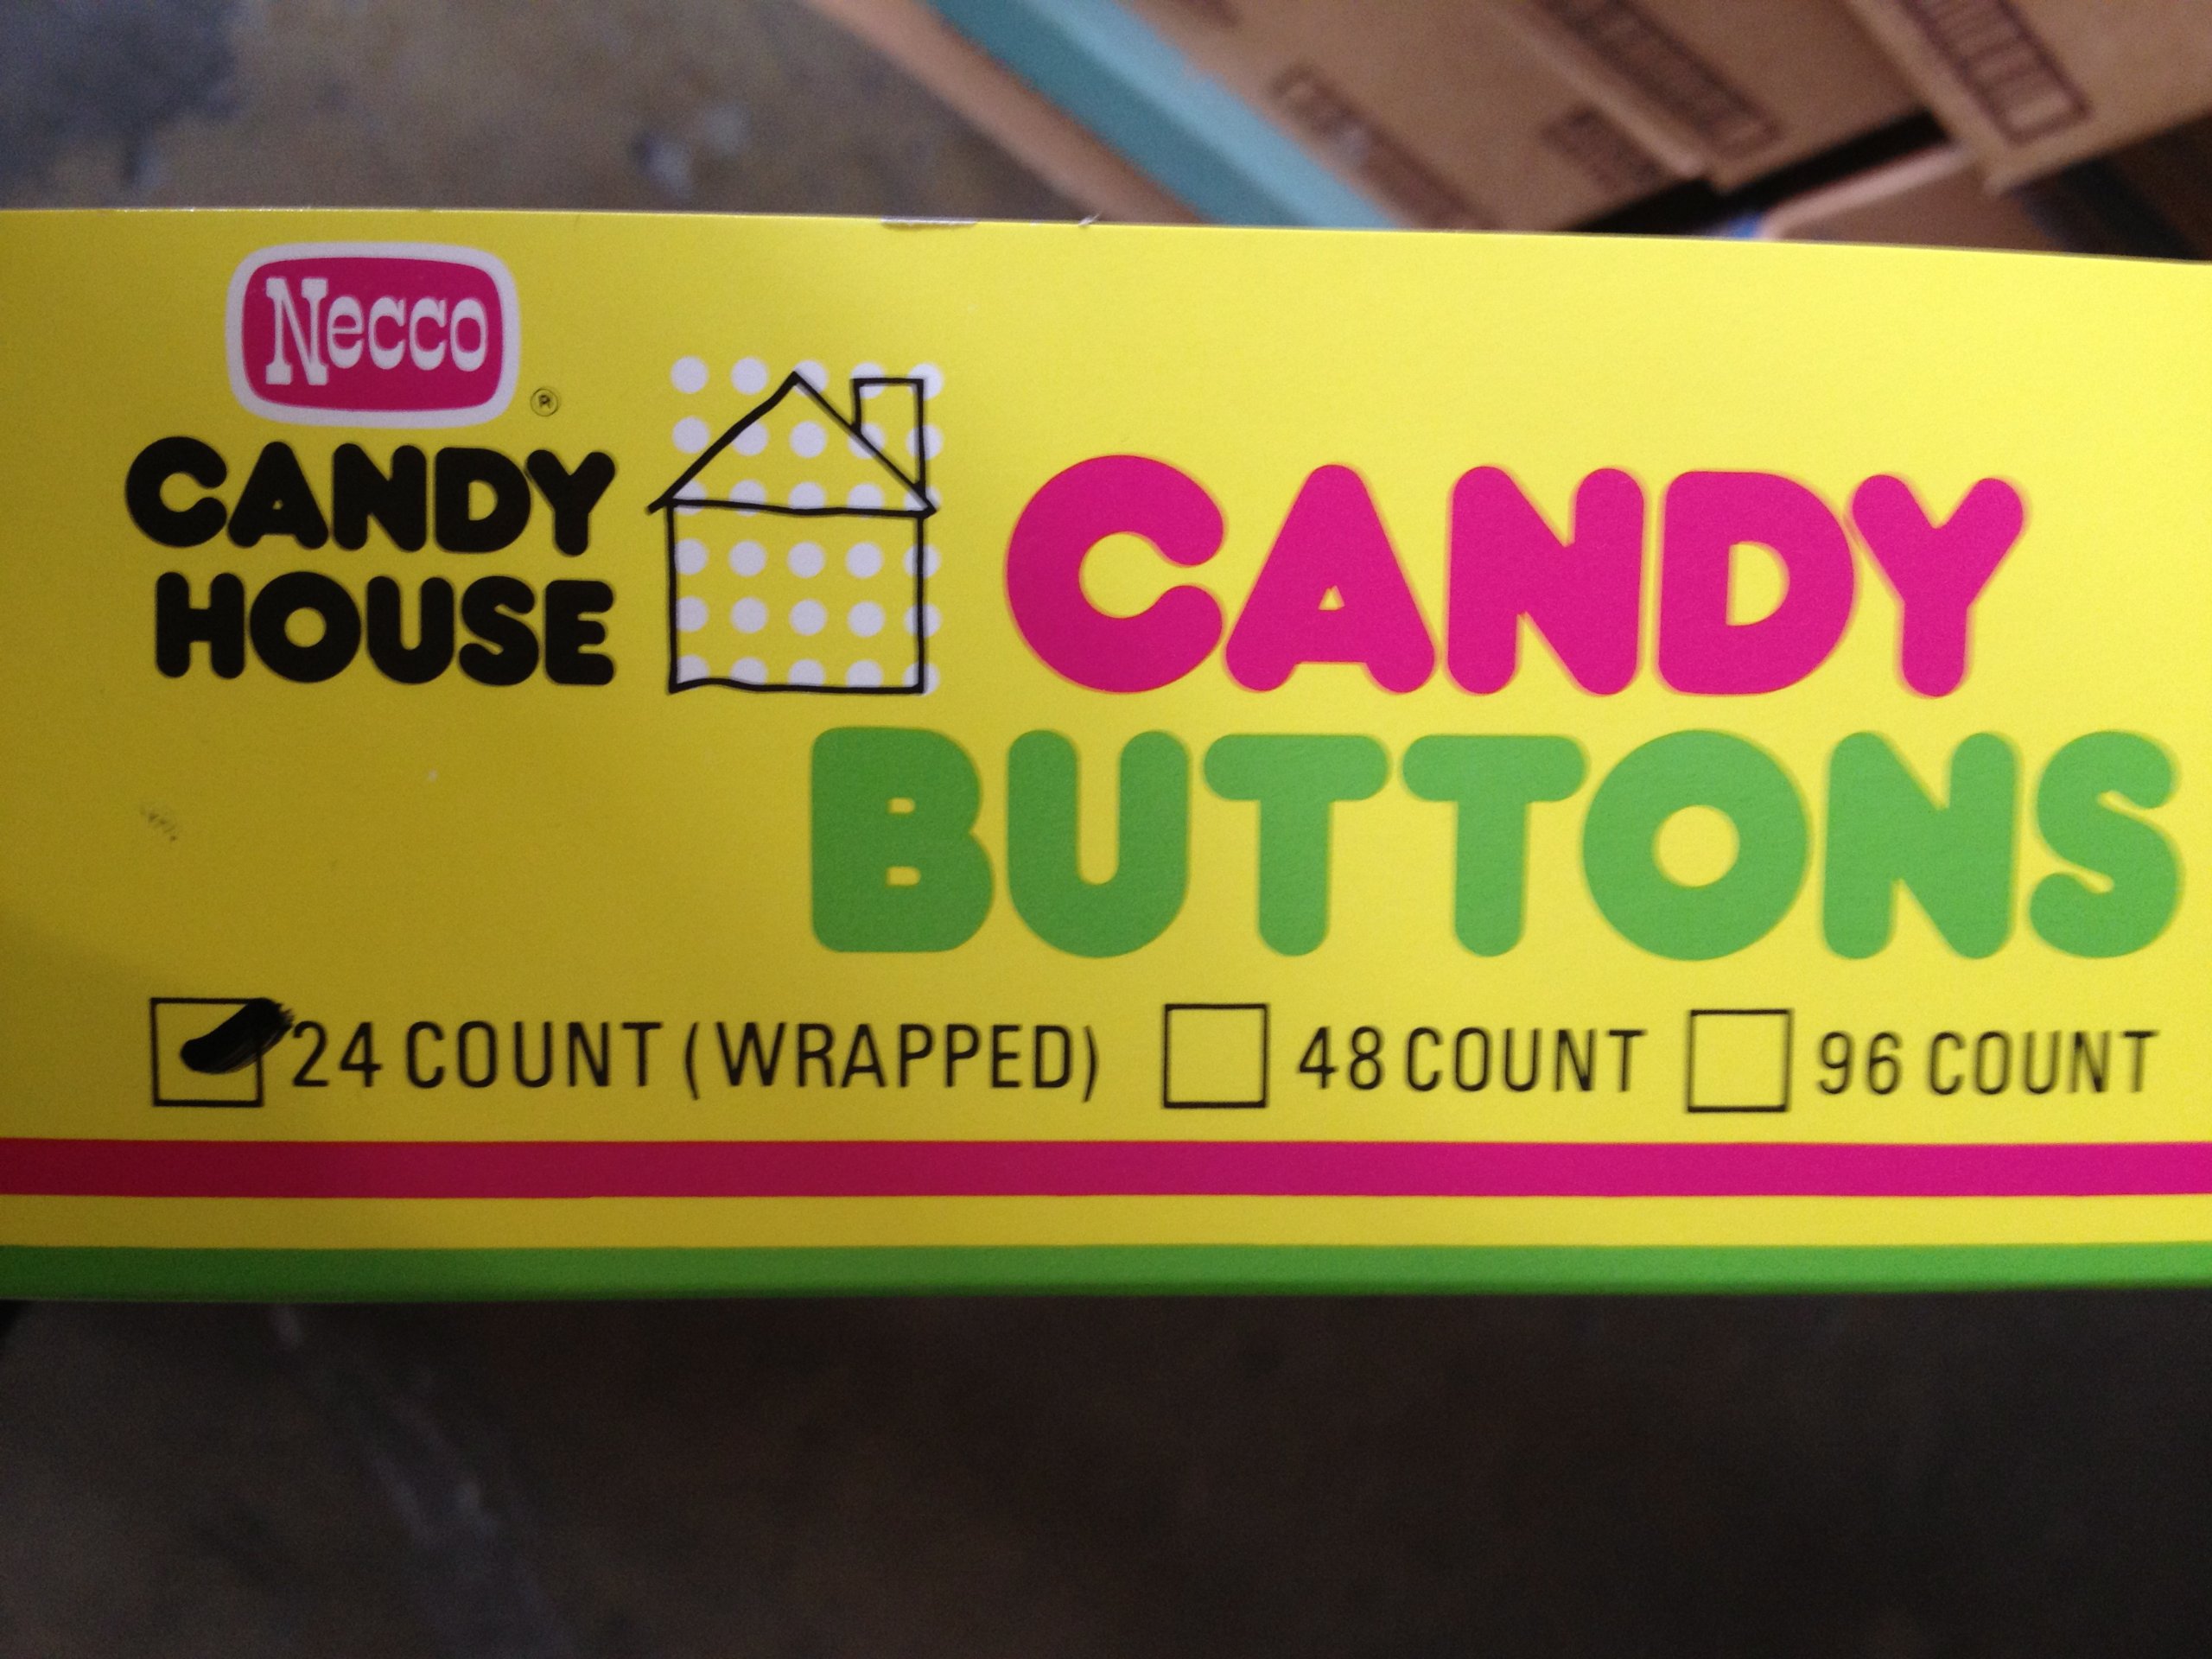 Necco
®
CANDY
HOUSE
CANDY
BUTTONS
24 COUNT (WRAPPED) 48 COUNT 96 COUNT